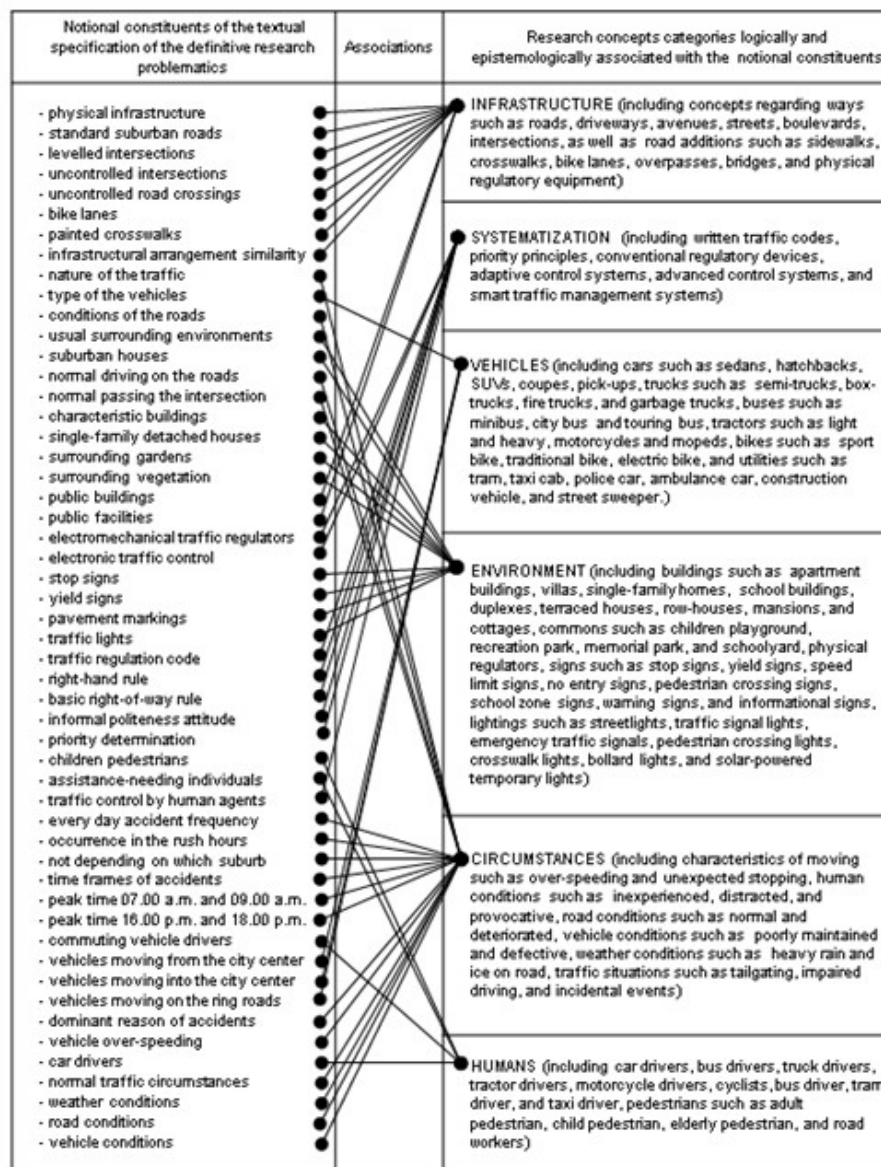 Notional constituents of the textual
specification of the definitive research
problematics
Associations
Research concepts categories logically and
epistemologically associated with the notional constituents
- physical infrastructure
- standard suburban roads
- levelled intersections
- uncontrolled intersections
- uncontrolled road crossings
- bike lanes
- painted crosswalks
- infrastructural arrangement similarity
- nature of the traffic
- type of the vehicles
- conditions of the roads
- usual surrounding environments
- suburban houses
- normal driving on the roads
- normal passing the intersection
- characteristic buildings
- single-family detached houses
- surrounding gardens
- surrounding vegetation
- public buildings
- public facilities
- electromechanical traffic regulators
- electronic traffic control
- stop signs
- yield signs
- pavement markings
- traffic lights
- traffic regulation code
- right-hand rule
- basic right-of-way rule
- informal politeness attitude
- priority determination
- children pedestrians
- assistance-needing individuals
- traffic control by human agents
- every day accident frequency
- occurrence in the rush hours
- not depending on which suburb
- time frames of accidents
- peak time 07.00 a.m. and 09.00 a.m.
- peak time 16.00 p.m. and 18.00 p.m.
- commuting vehicle drivers
- vehicles moving from the city center
- vehicles moving into the city center
- vehicles moving on the ring roads
- dominant reason of accidents
- vehicle over-speeding
- car drivers
- normal traffic circumstances
- weather conditions
- road conditions
- vehicle conditions
INFRASTRUCTURE (including concepts regarding ways
such as roads, driveways, avenues, streets, boulevards,
intersections, as well as road additions such as sidewalks,
crosswalks, bike lanes, overpasses, bridges, and physical
regulatory equipment)
SYSTEMATIZATION (including written traffic codes,
priority principles, conventional regulatory devices,
adaptive control systems, advanced control systems, and
smart traffic management systems)
VEHICLES (including cars such as sedans, hatchbacks,
SUVs, coupes, pick-ups, trucks such as semi-trucks, box-
trucks, fire trucks, and garbage trucks, buses such as
minibus, city bus and touring bus, tractors such as light
and heavy, motorcycles and mopeds, bikes such as sport
bike, traditional bike, electric bike, and utilities such as
tram, taxi cab, police car, ambulance car, construction
vehicle, and street sweeper.)
ENVIRONMENT (including buildings such as apartment
buildings, villas, single-family homes, school buildings,
duplexes, terraced houses, row-houses, mansions, and
cottages, commons such as children playground,
recreation park, memorial park, and schoolyard, physical
regulators, signs such as stop signs, yield signs, speed
limit signs, no entry signs, pedestrian crossing signs,
school zone signs, warning signs, and informational signs,
lightings such as streetlights, traffic signal lights,
emergency traffic signals, pedestrian crossing lights,
crosswalk lights, bollard lights, and solar-powered
temporary lights)
CIRCUMSTANCES (including characteristics of moving
such as over-speeding and unexpected stopping, human
conditions such as inexperienced, distracted, and
provocative, road conditions such as normal and
deteriorated, vehicle conditions such as poorly maintained
and defective, weather conditions such as heavy rain and
ice on road, traffic situations such as tailgating, impaired
driving, and incidental events)
HUMANS (including car drivers, bus drivers, truck drivers,
tractor drivers, motorcycle drivers, cyclists, bus driver, tram
driver, and taxi driver, pedestrians such as adult
pedestrian, child pedestrian, elderly pedestrian, and road
workers)